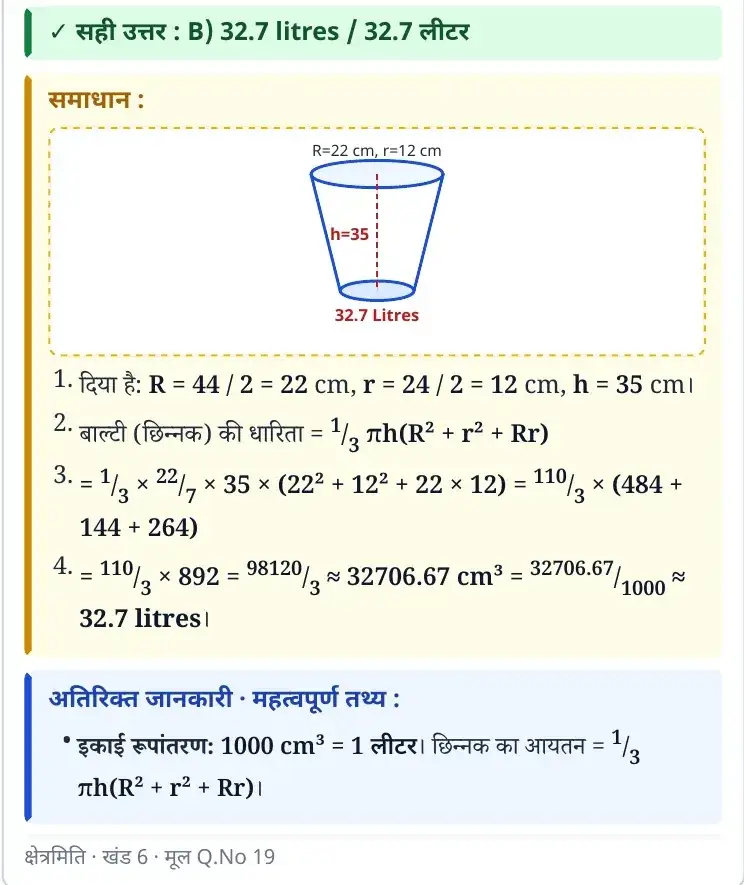 ✓ सही उत्तर : B) 32.7 litres / 32.7 लीटर
समाधान :
R=22 cm, r=12 cm
h=35
32.7 Litres
1. दिया है: R = 44 / 2 = 22 cm, r = 24 / 2 = 12 cm, h = 35 cm।
2. बाल्टी (छिन्नक) की धारिता = ¹/₃ πh(R² + r² + Rr)
3. = ¹/₃ × ²²/₇ × 35 × (22² + 12² + 22 × 12) = ¹¹⁰/₃ × (484 +
144 + 264)
4. = ¹¹⁰/₃ × 892 = ⁹⁸¹²⁰/₃ ≈ 32706.67 cm³ = 32706.67/1000 ≈
32.7 litres।
अतिरिक्त जानकारी · महत्वपूर्ण तथ्य :
• इकाई रूपांतरण: 1000 cm³ = 1 लीटर। छिन्नक का आयतन = ¹/₃
πh(R² + r² + Rr)।
क्षेत्रमिति · खंड 6 · मूल Q.No 19